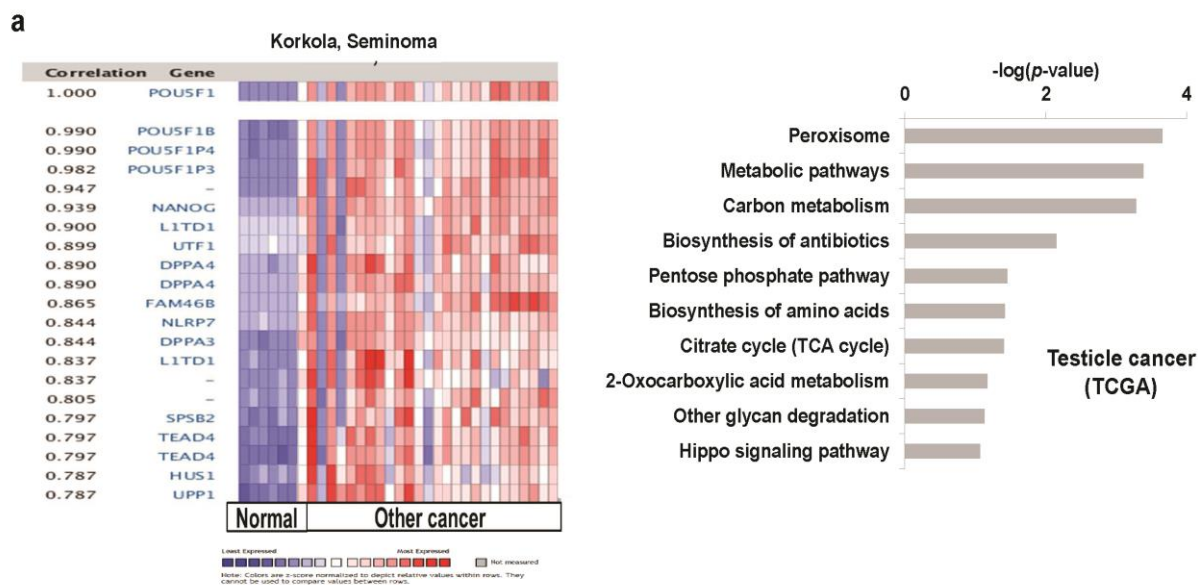 a
Korkola, Seminoma
Correlation Gene
1.000 POU5F1
0.990 POU5F1B
0.990 POU5F1P4
0.982 POU5F1P3
0.947 –
0.939 NANOG
0.900 L1TD1
0.899 UTF1
0.890 DPPA4
0.890 DPPA4
0.865 FAM46B
0.844 NLRP7
0.844 DPPA3
0.837 L1TD1
0.837 –
0.805 –
0.797 SPSB2
0.797 TEAD4
0.797 TEAD4
0.787 HUS1
0.787 UPP1
Normal Other cancer
Least Expressed Most Expressed
Not measured
Note: Colors are z-score normalized to depict relative values within rows. They
cannot be used to compare values between rows.
-log(p-value)
0 2 4
Peroxisome
Metabolic pathways
Carbon metabolism
Biosynthesis of antibiotics
Pentose phosphate pathway
Biosynthesis of amino acids
Citrate cycle (TCA cycle)
2-Oxocarboxylic acid metabolism
Other glycan degradation
Hippo signaling pathway
Testicle cancer
(TCGA)